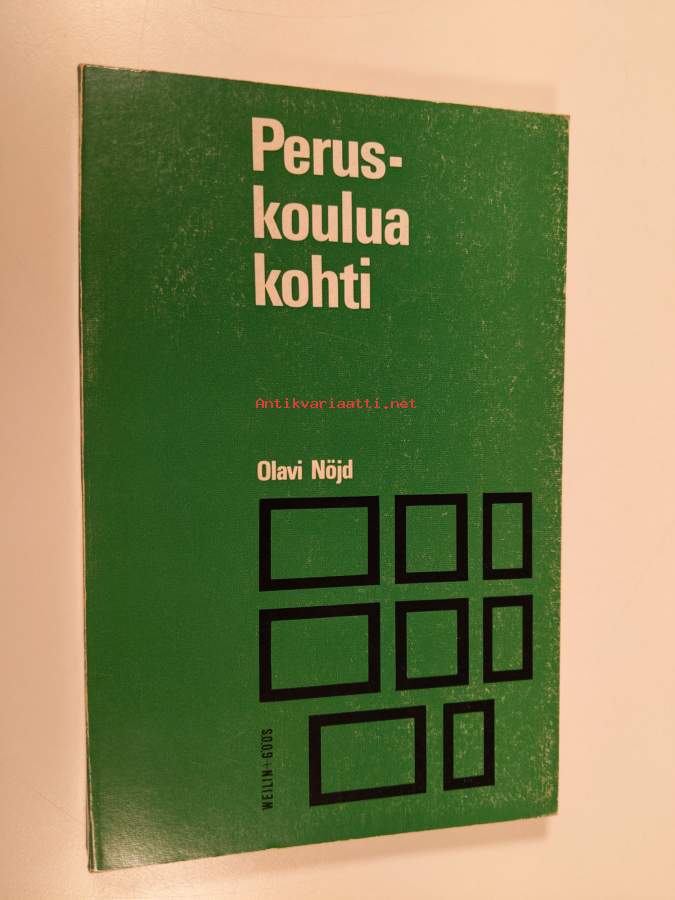 Perus-
koulua
kohti
Antikvariaatti.net
Olavi Nöjd
WEILIN+GÖÖS